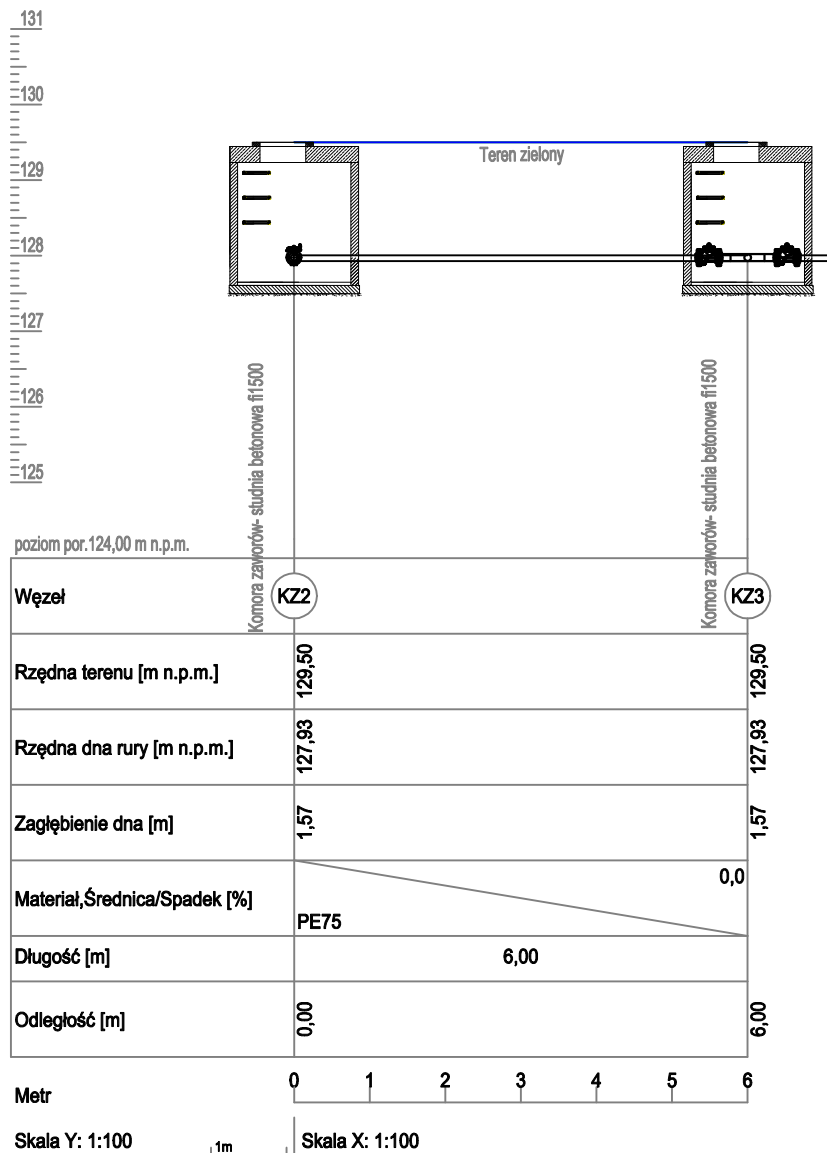 131
130
129
128
127
126
125
Teren zielony
Komora zaworów- studnia betonowa fi1500
Komora zaworów- studnia betonowa fi1500
poziom por.124,00 m n.p.m.
Węzeł KZ2 KZ3
Rzędna terenu [m n.p.m.] 129,50 129,50
Rzędna dna rury [m n.p.m.] 127,93 127,93
Zagłębienie dna [m] 1,57 1,57
Materiał,Średnica/Spadek [%] PE75 0,0
Długość [m] 6,00
Odległość [m] 0,00 6,00
Metr 0 1 2 3 4 5 6
Skala Y: 1:100 1m Skala X: 1:100